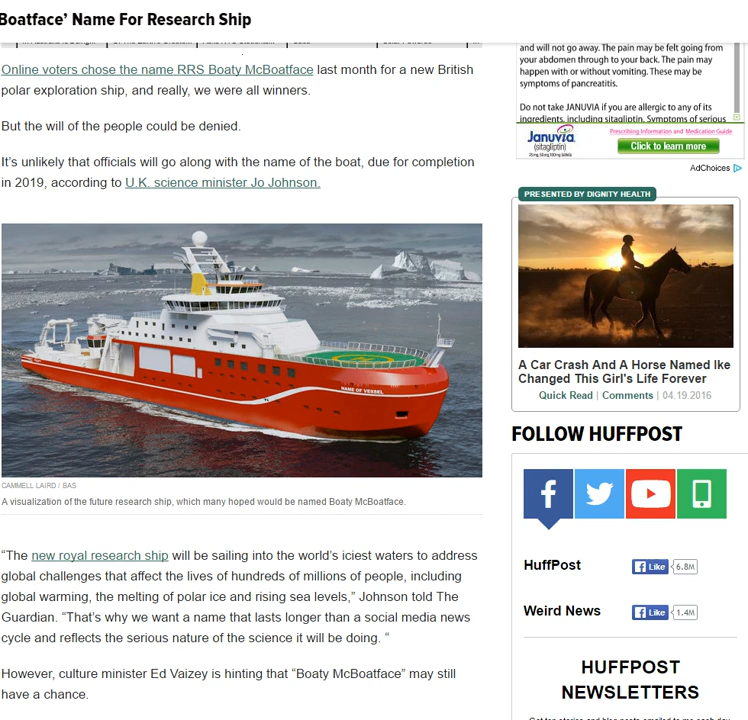 Boatface’ Name For Research Ship
Online voters chose the name RRS Boaty McBoatface last month for a new British
polar exploration ship, and really, we were all winners.
But the will of the people could be denied.
It’s unlikely that officials will go along with the name of the boat, due for completion
in 2019, according to U.K. science minister Jo Johnson.
NAME OF VESSEL
CAMMELL LAIRD / BAS
A visualization of the future research ship, which many hoped would be named Boaty McBoatface.
“The new royal research ship will be sailing into the world’s iciest waters to address
global challenges that affect the lives of hundreds of millions of people, including
global warming, the melting of polar ice and rising sea levels,” Johnson told The
Guardian. “That’s why we want a name that lasts longer than a social media news
cycle and reflects the serious nature of the science it will be doing. “
However, culture minister Ed Vaizey is hinting that “Boaty McBoatface” may still
have a chance.
and will not go away. The pain may be felt going from
your abdomen through to your back. The pain may
happen with or without vomiting. These may be
symptoms of pancreatitis.
Do not take JANUVIA if you are allergic to any of its
ingredients, including sitagliptin. Symptoms of serious
Januvia
(sitagliptin)
Prescribing Information and Medication Guide
Click to learn more
AdChoices
PRESENTED BY DIGNITY HEALTH
A Car Crash And A Horse Named Ike
Changed This Girl's Life Forever
Quick Read | Comments | 04.19.2016
FOLLOW HUFFPOST
HuffPost
Like 6.8M
Weird News
Like 1.4M
HUFFPOST
NEWSLETTERS